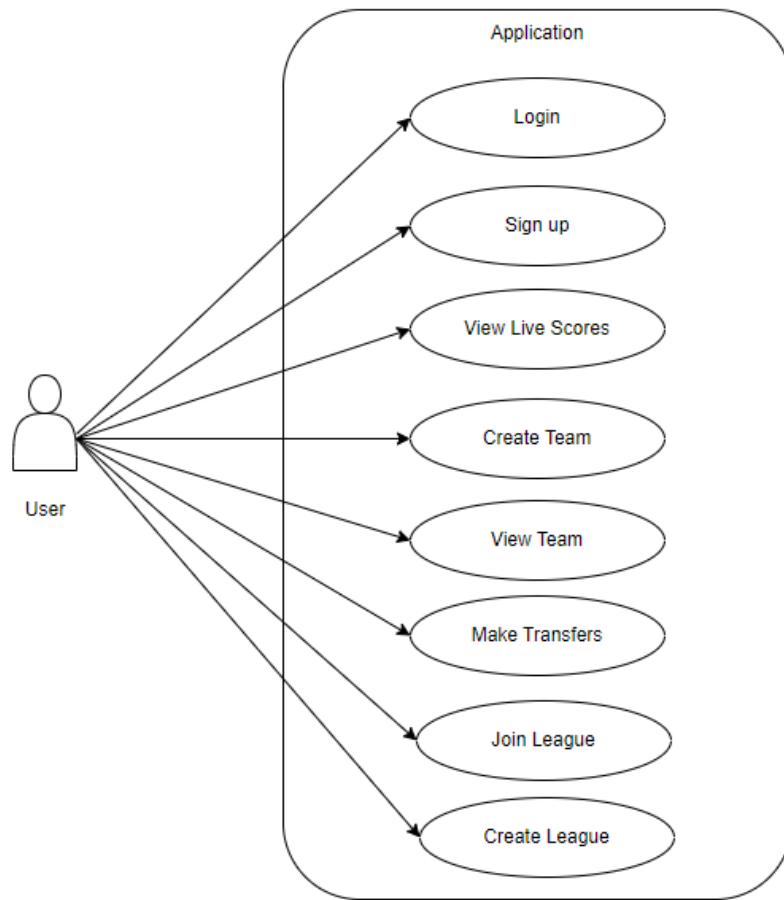 Application
Login
Sign up
View Live Scores
Create Team
User
View Team
Make Transfers
Join League
Create League